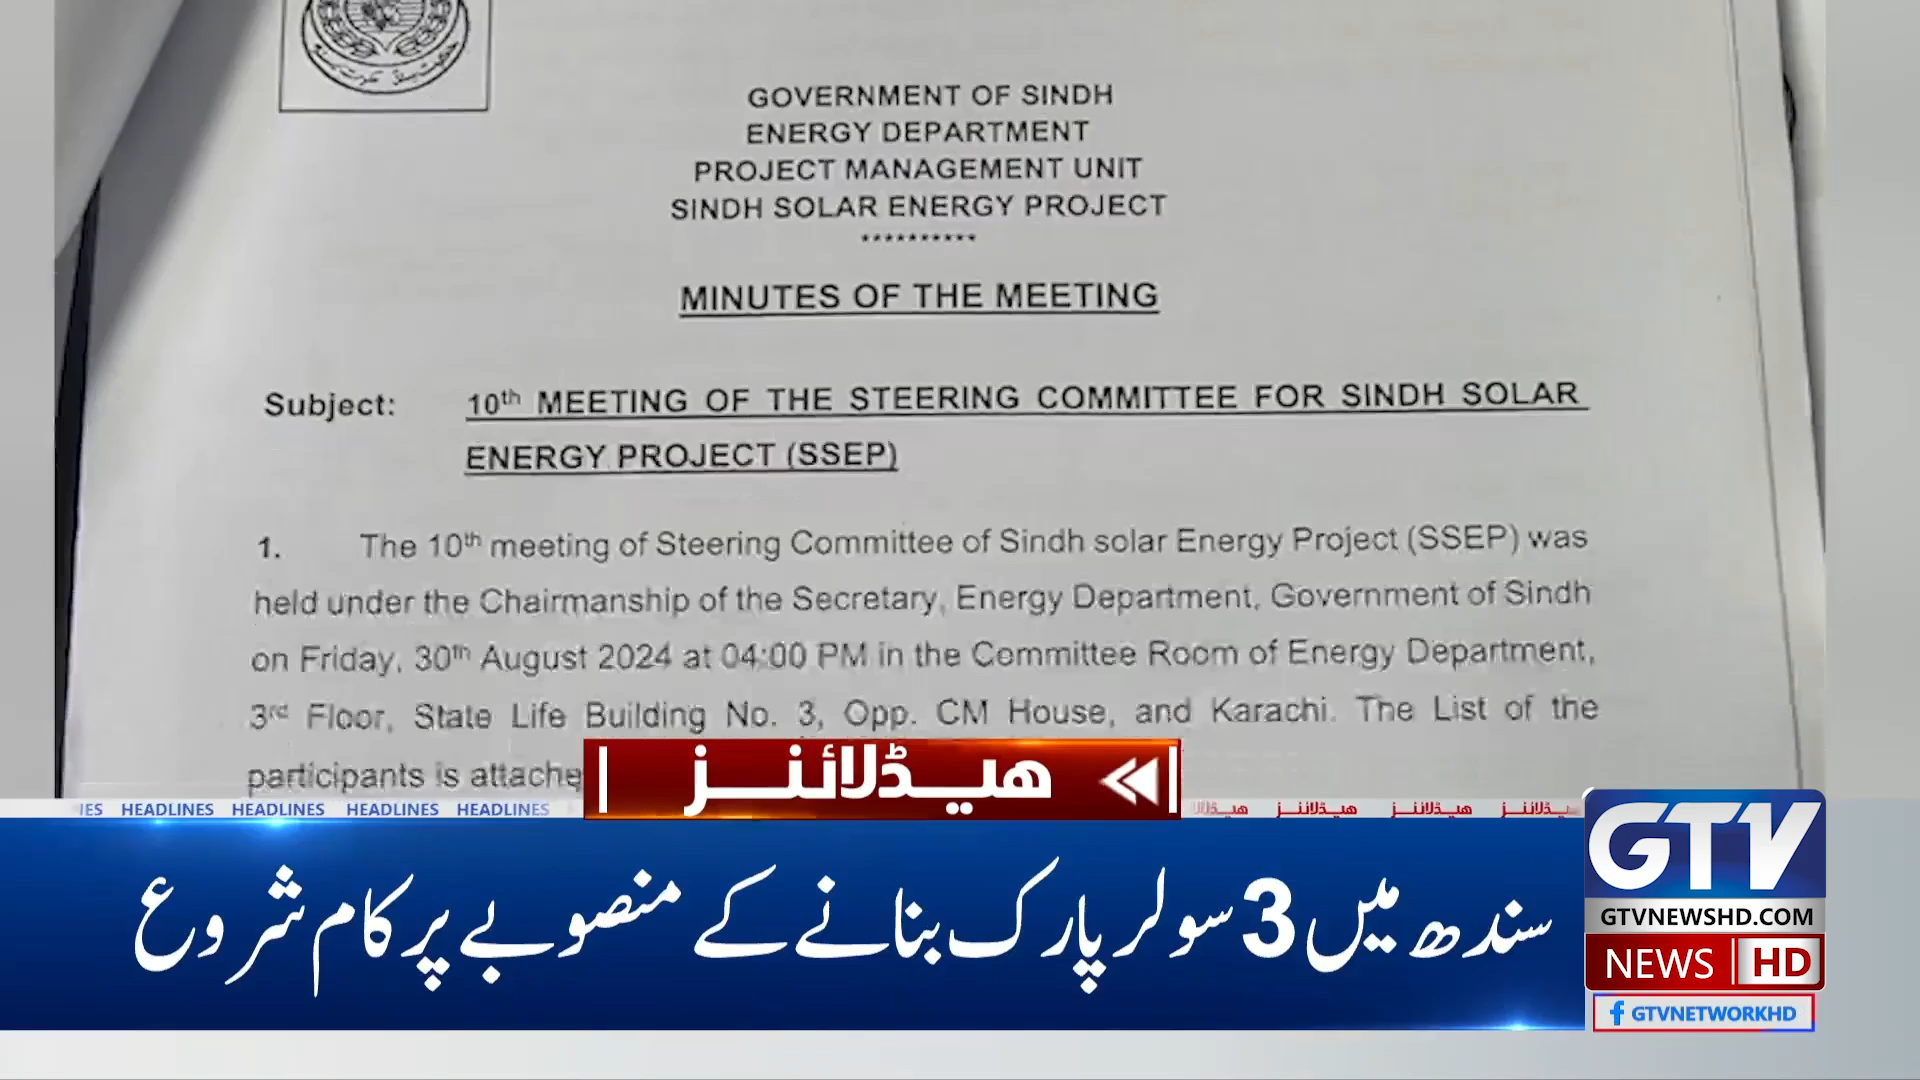 GOVERNMENT OF SINDH
ENERGY DEPARTMENT
PROJECT MANAGEMENT UNIT
SINDH SOLAR ENERGY PROJECT
**********
MINUTES OF THE MEETING
Subject: 10th MEETING OF THE STEERING COMMITTEE FOR SINDH SOLAR
ENERGY PROJECT (SSEP)
1. The 10th meeting of Steering Committee of Sindh solar Energy Project (SSEP) was
held under the Chairmanship of the Secretary, Energy Department, Government of Sindh
on Friday, 30th August 2024 at 04:00 PM in the Committee Room of Energy Department,
3rd Floor, State Life Building No. 3, Opp. CM House, and Karachi. The List of the
participants is attache
ھیڈلائنز
HEADLINES HEADLINES HEADLINES HEADLINES
ھیڈلائنز ھیڈلائنز ھیڈلائنز
سندھ میں 3 سولر پارک بنانے کے منصوبے پر کام شروع
GTV
GTVNEWSHD.COM
NEWS HD
GTVNETWORKHD